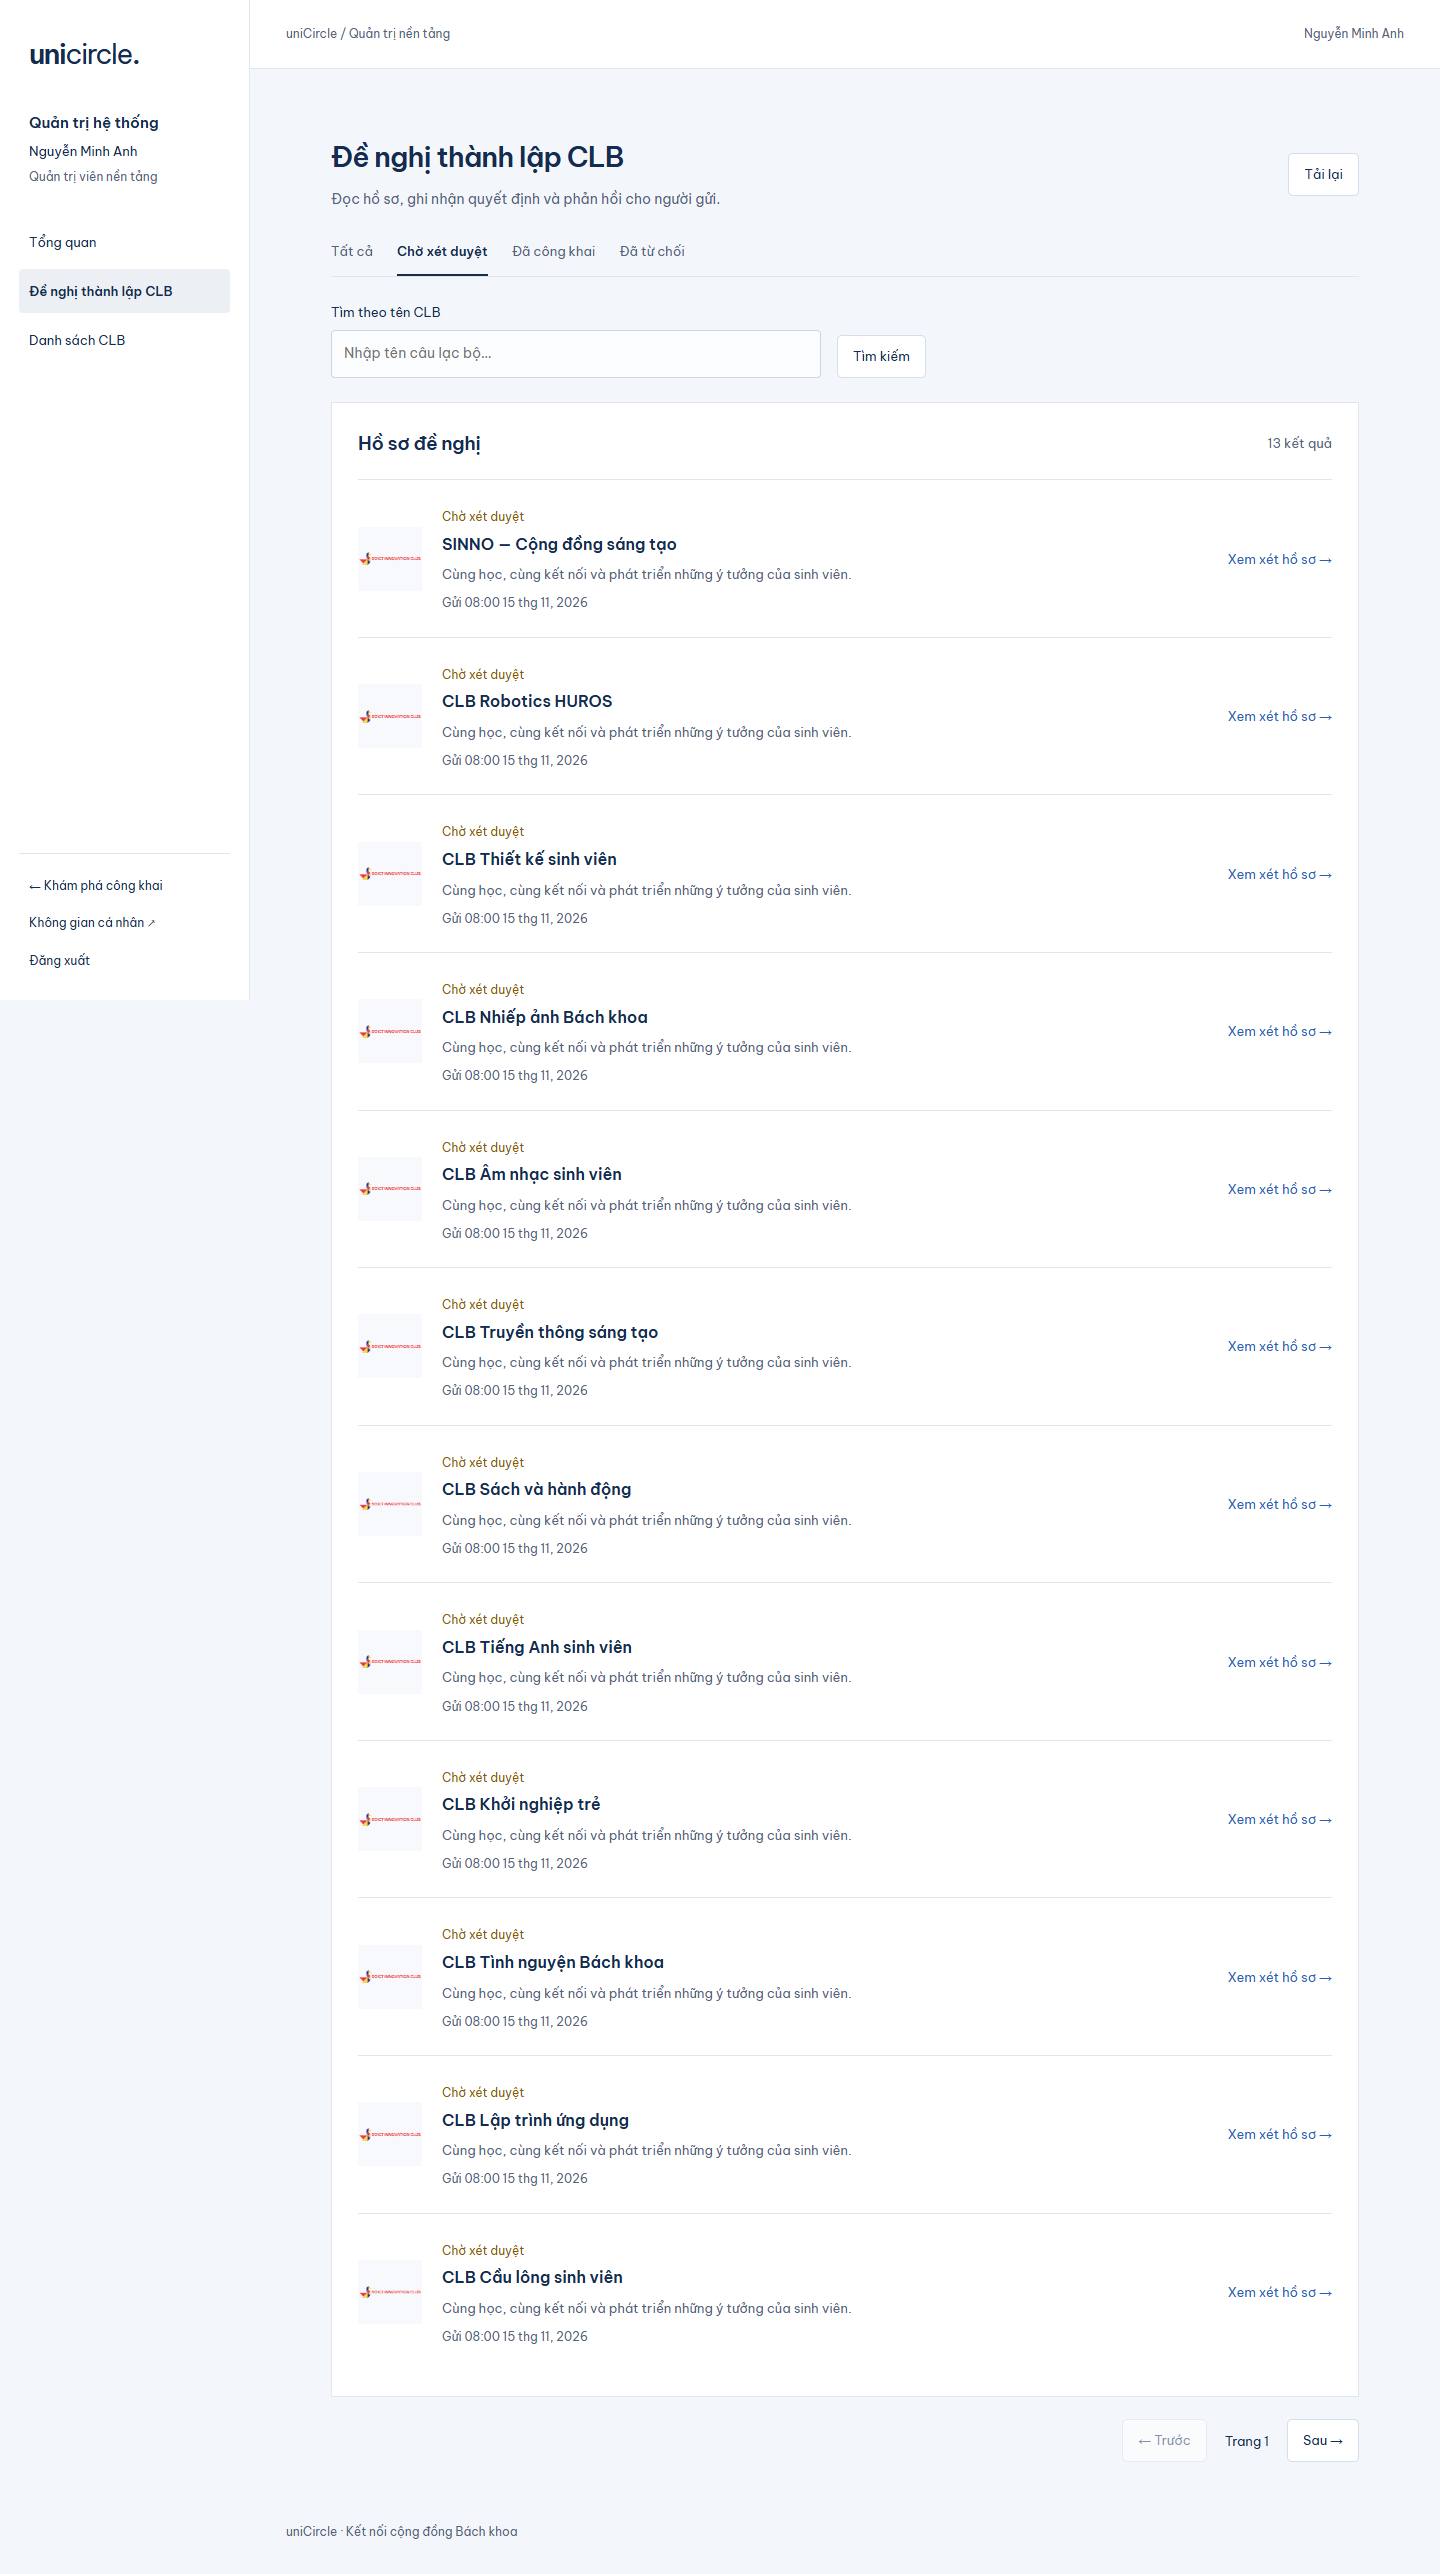 unicircle.
Quản trị hệ thống
Nguyễn Minh Anh
Quản trị viên nền tảng
Tổng quan
Đề nghị thành lập CLB
Danh sách CLB
← Khám phá công khai
Không gian cá nhân ↗
Đăng xuất
uniCircle / Quản trị nền tảng
Nguyễn Minh Anh
Đề nghị thành lập CLB
Đọc hồ sơ, ghi nhận quyết định và phản hồi cho người gửi.
Tải lại
Tất cả
Chờ xét duyệt
Đã công khai
Đã từ chối
Tìm theo tên CLB
Nhập tên câu lạc bộ...
Tìm kiếm
Hồ sơ đề nghị
13 kết quả
Chờ xét duyệt
SINNO — Cộng đồng sáng tạo
Cùng học, cùng kết nối và phát triển những ý tưởng của sinh viên.
Gửi 08:00 15 thg 11, 2026
Xem xét hồ sơ →
Chờ xét duyệt
CLB Robotics HUROS
Cùng học, cùng kết nối và phát triển những ý tưởng của sinh viên.
Gửi 08:00 15 thg 11, 2026
Xem xét hồ sơ →
Chờ xét duyệt
CLB Thiết kế sinh viên
Cùng học, cùng kết nối và phát triển những ý tưởng của sinh viên.
Gửi 08:00 15 thg 11, 2026
Xem xét hồ sơ →
Chờ xét duyệt
CLB Nhiếp ảnh Bách khoa
Cùng học, cùng kết nối và phát triển những ý tưởng của sinh viên.
Gửi 08:00 15 thg 11, 2026
Xem xét hồ sơ →
Chờ xét duyệt
CLB Âm nhạc sinh viên
Cùng học, cùng kết nối và phát triển những ý tưởng của sinh viên.
Gửi 08:00 15 thg 11, 2026
Xem xét hồ sơ →
Chờ xét duyệt
CLB Truyền thông sáng tạo
Cùng học, cùng kết nối và phát triển những ý tưởng của sinh viên.
Gửi 08:00 15 thg 11, 2026
Xem xét hồ sơ →
Chờ xét duyệt
CLB Sách và hành động
Cùng học, cùng kết nối và phát triển những ý tưởng của sinh viên.
Gửi 08:00 15 thg 11, 2026
Xem xét hồ sơ →
Chờ xét duyệt
CLB Tiếng Anh sinh viên
Cùng học, cùng kết nối và phát triển những ý tưởng của sinh viên.
Gửi 08:00 15 thg 11, 2026
Xem xét hồ sơ →
Chờ xét duyệt
CLB Khởi nghiệp trẻ
Cùng học, cùng kết nối và phát triển những ý tưởng của sinh viên.
Gửi 08:00 15 thg 11, 2026
Xem xét hồ sơ →
Chờ xét duyệt
CLB Tình nguyện Bách khoa
Cùng học, cùng kết nối và phát triển những ý tưởng của sinh viên.
Gửi 08:00 15 thg 11, 2026
Xem xét hồ sơ →
Chờ xét duyệt
CLB Lập trình ứng dụng
Cùng học, cùng kết nối và phát triển những ý tưởng của sinh viên.
Gửi 08:00 15 thg 11, 2026
Xem xét hồ sơ →
Chờ xét duyệt
CLB Cầu lông sinh viên
Cùng học, cùng kết nối và phát triển những ý tưởng của sinh viên.
Gửi 08:00 15 thg 11, 2026
Xem xét hồ sơ →
← Trước
Trang 1
Sau →
uniCircle · Kết nối cộng đồng Bách khoa